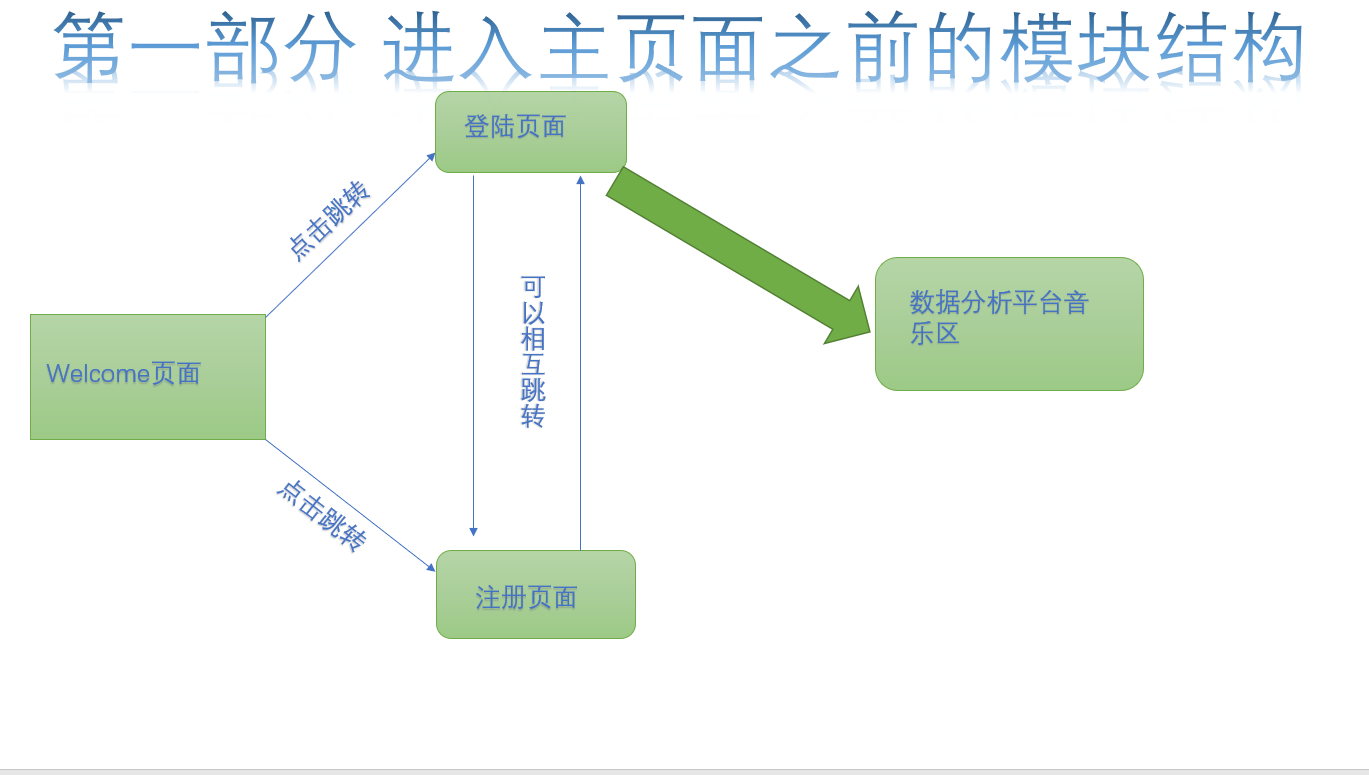 第一部分 进入主页面之前的模块结构
登陆页面
点击跳转
可以相互跳转
数据分析平台音
乐区
Welcome页面
点击跳转
注册页面